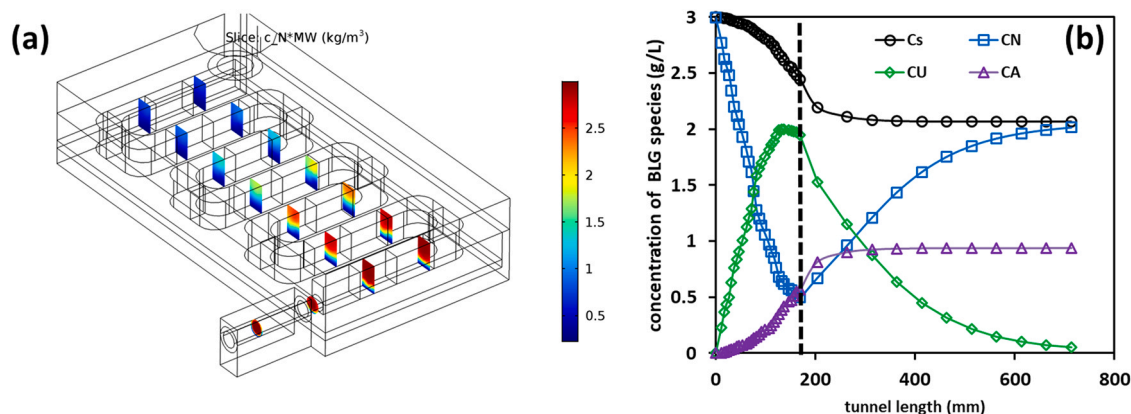 (a)
Slice: c_N*MW (kg/m³)
2.5
2
1.5
1
0.5
(b)
Cs
CN
CU
CA
3
2.5
2
1.5
1
0.5
0
concentration of BLG species (g/L)
0
200
400
600
800
tunnel length (mm)